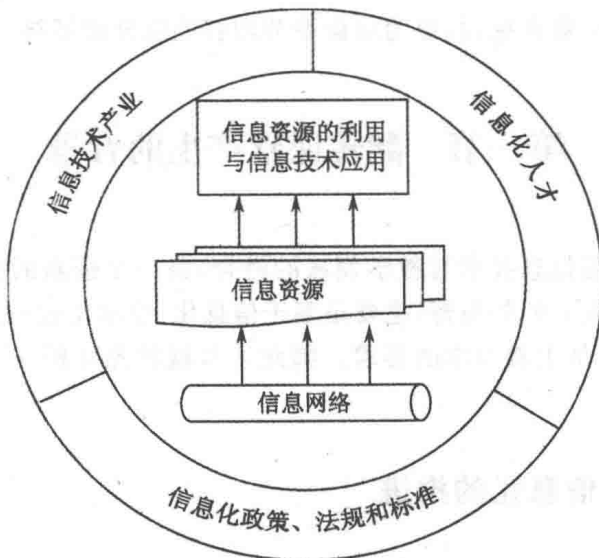 信息技术产业
信息化人才
信息资源的利用
与信息技术应用
信息资源
信息网络
信息化政策、法规和标准